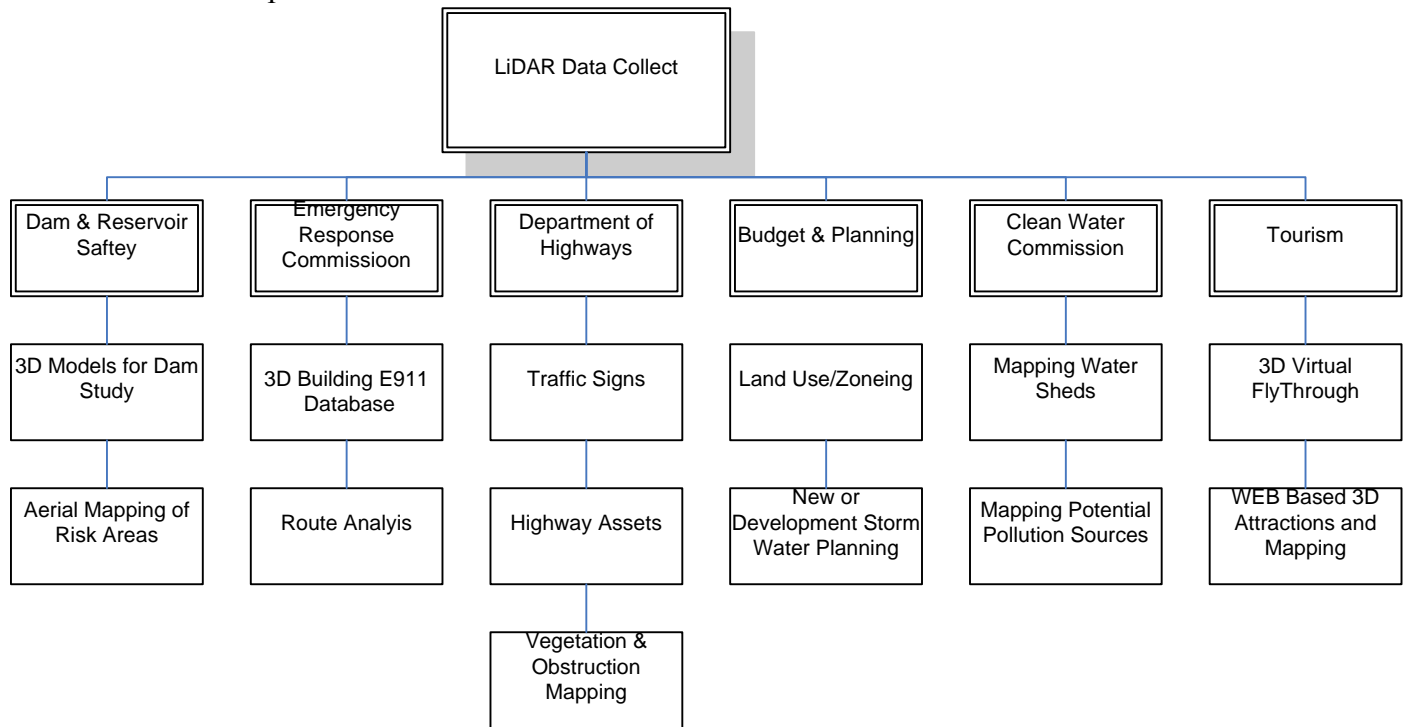 LiDAR Data Collect
Dam & Reservoir
Saftey
Emergency
Response
Commissioon
Department of
Highways
Budget & Planning
Clean Water
Commission
Tourism
3D Models for Dam
Study
3D Building E911
Database
Traffic Signs
Land Use/Zoneing
Mapping Water
Sheds
3D Virtual
FlyThrough
Aerial Mapping of
Risk Areas
Route Analyis
Highway Assets
New or
Development Storm
Water Planning
Mapping Potential
Pollution Sources
WEB Based 3D
Attractions and
Mapping
Vegetation &
Obstruction
Mapping